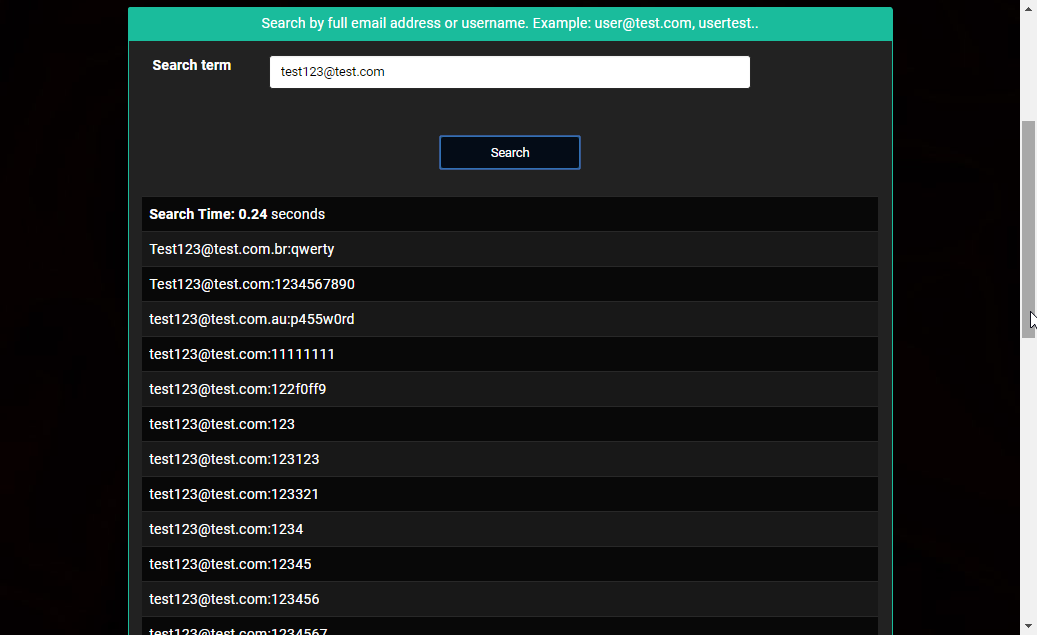 Search by full email address or username. Example: user@test.com, usertest..
Search term
test123@test.com
Search
Search Time: 0.24 seconds
Test123@test.com.br:qwerty
Test123@test.com:1234567890
test123@test.com.au:p455w0rd
test123@test.com:11111111
test123@test.com:122f0ff9
test123@test.com:123
test123@test.com:123123
test123@test.com:123321
test123@test.com:1234
test123@test.com:12345
test123@test.com:123456
test123@test.com:1234567